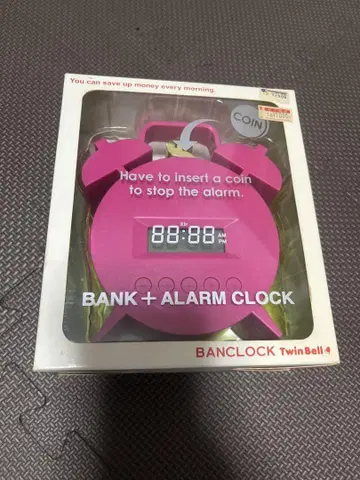 You can save up money every morning.
COIN
Have to insert a coin
to stop the alarm.
88:88
AM
PM
BANK + ALARM CLOCK
BANCLOCK TwinBell